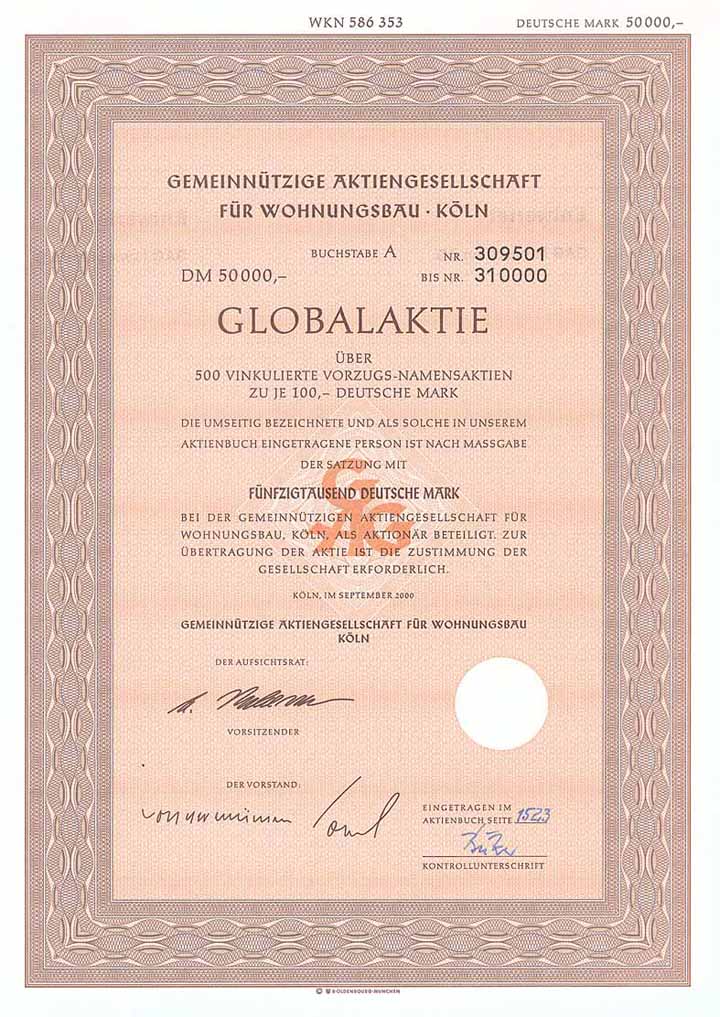 WKN 586 353
DEUTSCHE MARK 50000,–
GEMEINNÜTZIGE AKTIENGESELLSCHAFT
FÜR WOHNUNGSBAU · KÖLN
BUCHSTABE A NR. 309501
DM 50000,– BIS NR. 310000
GLOBALAKTIE
ÜBER
500 VINKULIERTE VORZUGS-NAMENSAKTIEN
ZU JE 100,– DEUTSCHE MARK
DIE UMSEITIG BEZEICHNETE UND ALS SOLCHE IN UNSEREM
AKTIENBUCH EINGETRAGENE PERSON IST NACH MASSGABE
DER SATZUNG MIT
FÜNFZIGTAUSEND DEUTSCHE MARK
BEI DER GEMEINNÜTZIGEN AKTIENGESELLSCHAFT FÜR
WOHNUNGSBAU, KÖLN, ALS AKTIONÄR BETEILIGT. ZUR
ÜBERTRAGUNG DER AKTIE IST DIE ZUSTIMMUNG DER
GESELLSCHAFT ERFORDERLICH.
GAG
KÖLN, IM SEPTEMBER 2000
GEMEINNÜTZIGE AKTIENGESELLSCHAFT FÜR WOHNUNGSBAU
KÖLN
DER AUFSICHTSRAT:
VORSITZENDER
DER VORSTAND:
EINGETRAGEN IM
AKTIENBUCH SEITE 1523
KONTROLLUNTERSCHRIFT
© R·OLDENBOURG·MÜNCHEN